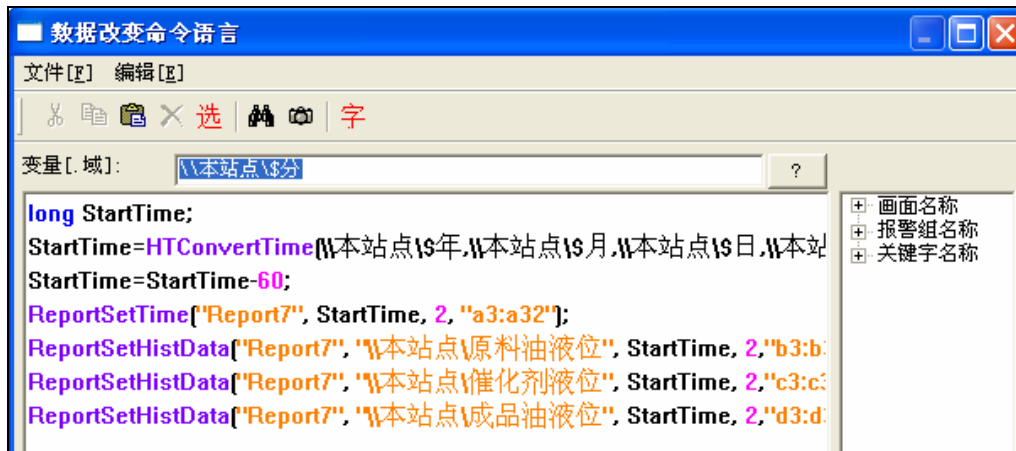 数据改变命令语言
文件[F] 编辑[E]
选 字
变量[.域]: \\本站点\$分 ?
long StartTime;
StartTime=HTConvertTime(\\本站点\$年,\\本站点\$月,\\本站点\$日,\\本站
StartTime=StartTime-60;
ReportSetTime("Report7", StartTime, 2, "a3:a32");
ReportSetHistData("Report7", "\\本站点\原料油液位", StartTime, 2,"b3:b
ReportSetHistData("Report7", "\\本站点\催化剂液位", StartTime, 2,"c3:c3
ReportSetHistData("Report7", "\\本站点\成品油液位", StartTime, 2,"d3:d
画面名称
报警组名称
关键字名称